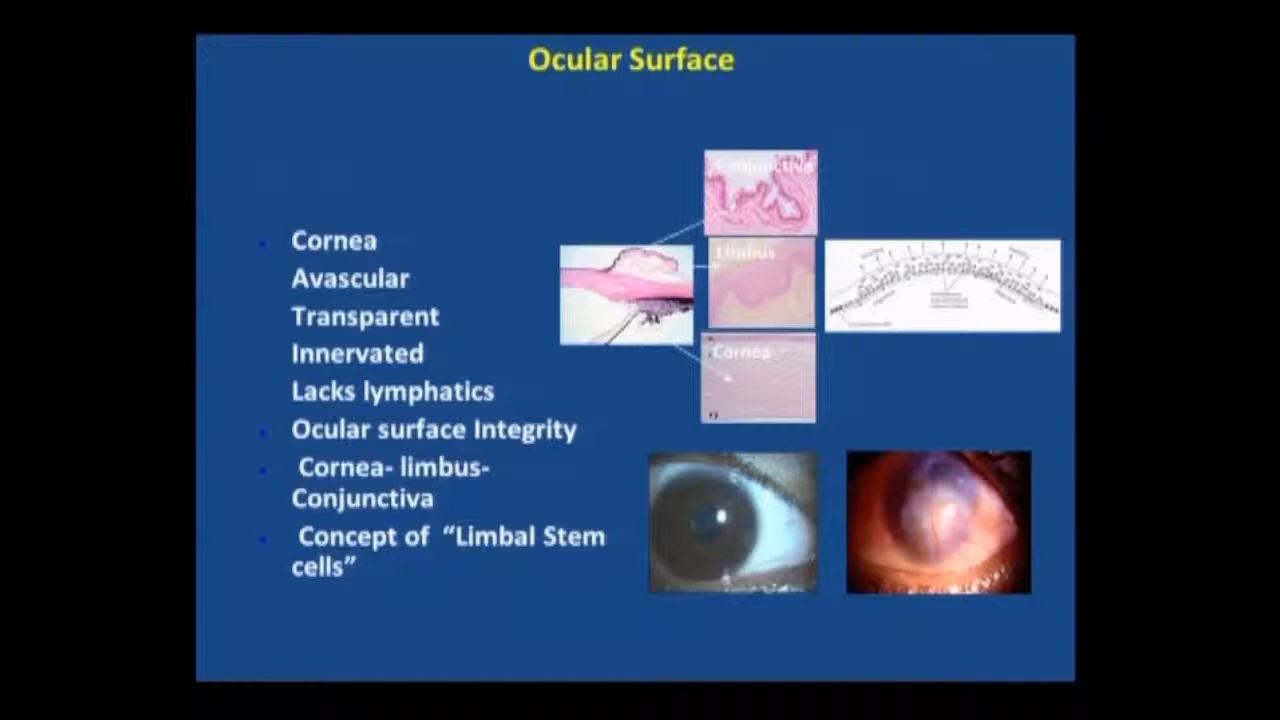 Ocular Surface
Conjunctiva
Cornea
Limbus
Avascular
Transparent
Cornea
Innervated
Lacks lymphatics
Ocular surface Integrity
Cornea- limbus-
Conjunctiva
Concept of “Limbal Stem
cells”